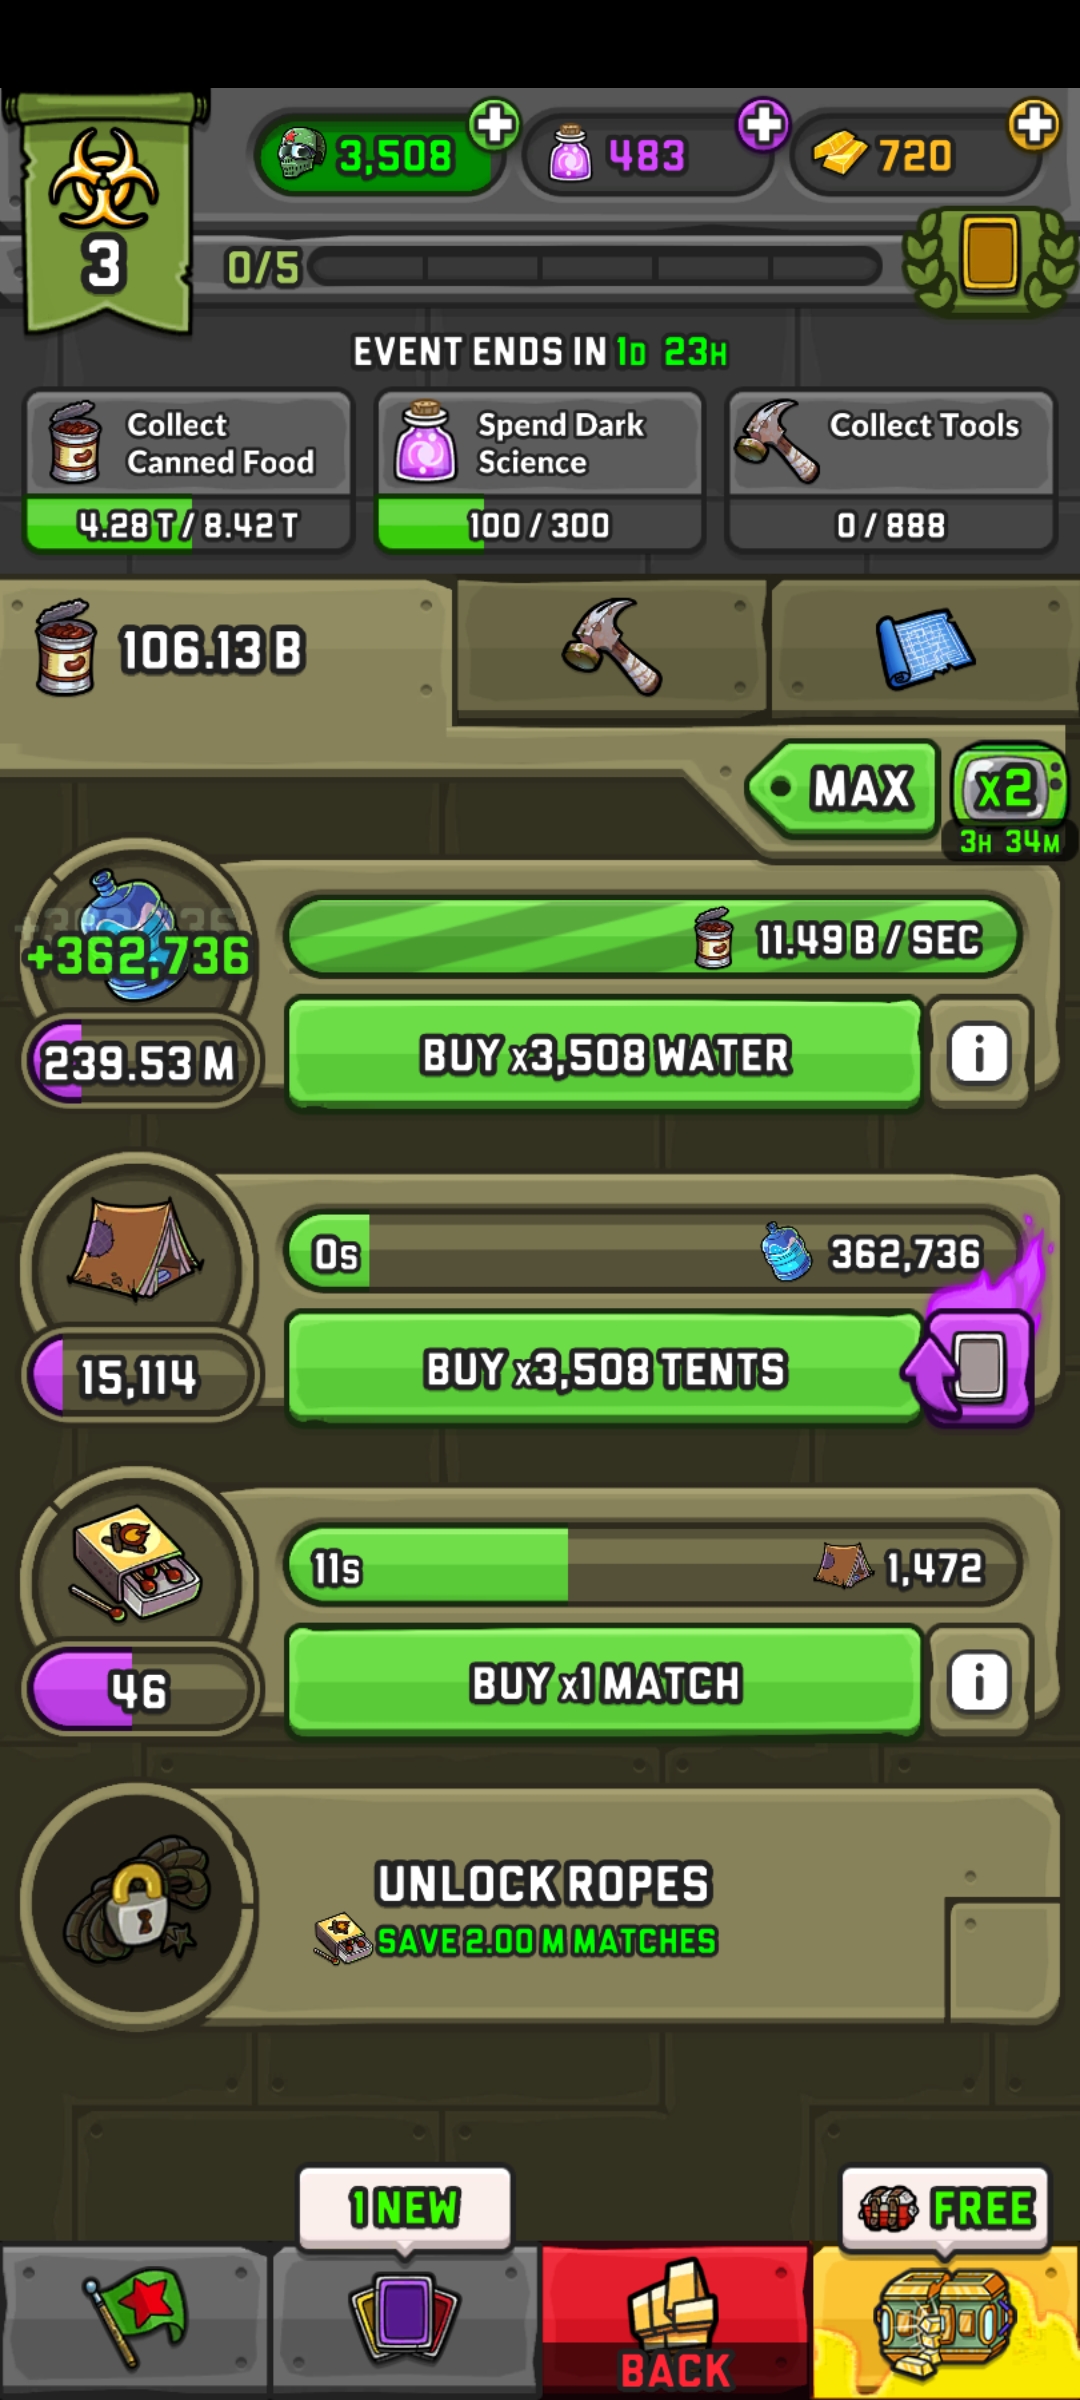 3,508
483
720
3
0/5
EVENT ENDS IN 1D 23H
Collect
Canned Food
4.28 T / 8.42 T
Spend Dark
Science
100 / 300
Collect Tools
0 / 888
106.13 B
MAX
x2
3H 34M
+362,736
11.49 B / SEC
239.53 M
BUY x3,508 WATER
i
0s
362,736
15,114
BUY x3,508 TENTS
11s
1,472
46
BUY x1 MATCH
i
UNLOCK ROPES
SAVE 2.00 M MATCHES
1 NEW
FREE
BACK